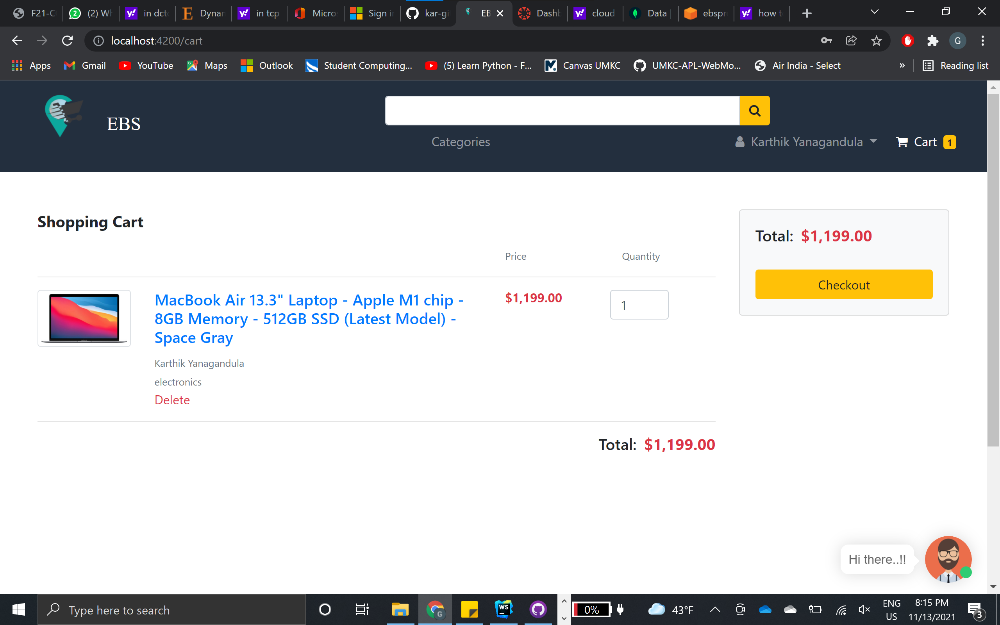 F21-C
2
(2) Wh
in dct
E
Dynan
in tcp
Micro
Sign i
kar-gi
EB
Dashb
cloud
Data
ebspr
how t
localhost:4200/cart
G
Apps
Gmail
YouTube
Maps
Outlook
Student Computing...
(5) Learn Python - F...
Canvas UMKC
UMKC-APL-WebMo...
Air India - Select
»
Reading list
EBS
Categories
Karthik Yanagandula
Cart 1
Shopping Cart
Price
Quantity
Total: $1,199.00
Checkout
MacBook Air 13.3" Laptop - Apple M1 chip -
8GB Memory - 512GB SSD (Latest Model) -
Space Gray
$1,199.00
1
Karthik Yanagandula
electronics
Delete
Total: $1,199.00
Hi there..!!
Type here to search
G
WS
0%
43°F
ENG
US
8:15 PM
11/13/2021
3